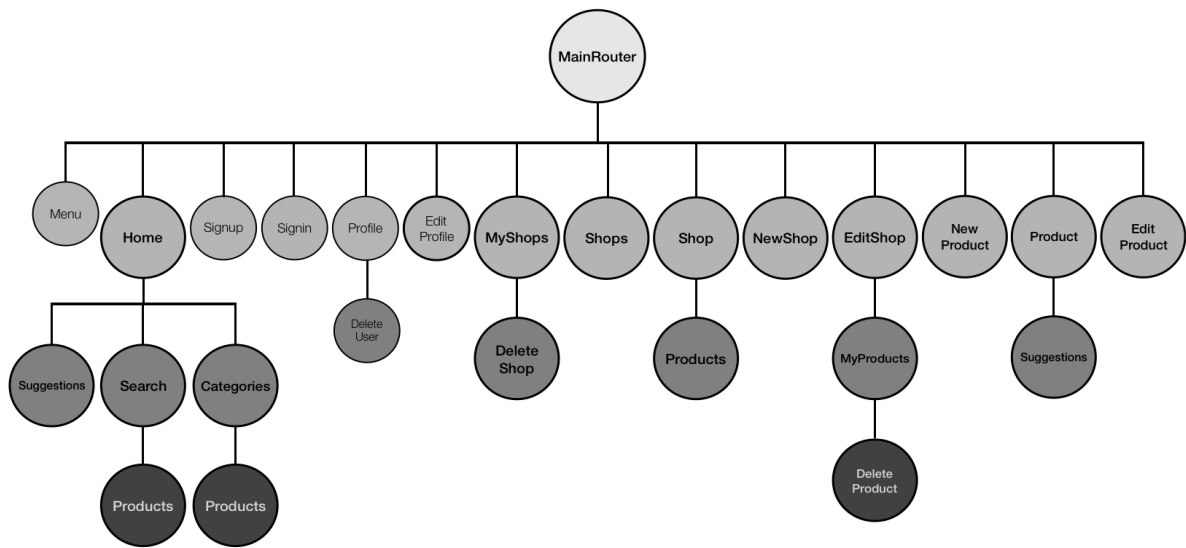 MainRouter
Menu
Home
Signup
Signin
Profile
Edit
Profile
MyShops
Shops
Shop
NewShop
EditShop
New
Product
Product
Edit
Product
Delete
User
Suggestions
Search
Categories
Delete
Shop
Products
MyProducts
Suggestions
Products
Products
Delete
Product